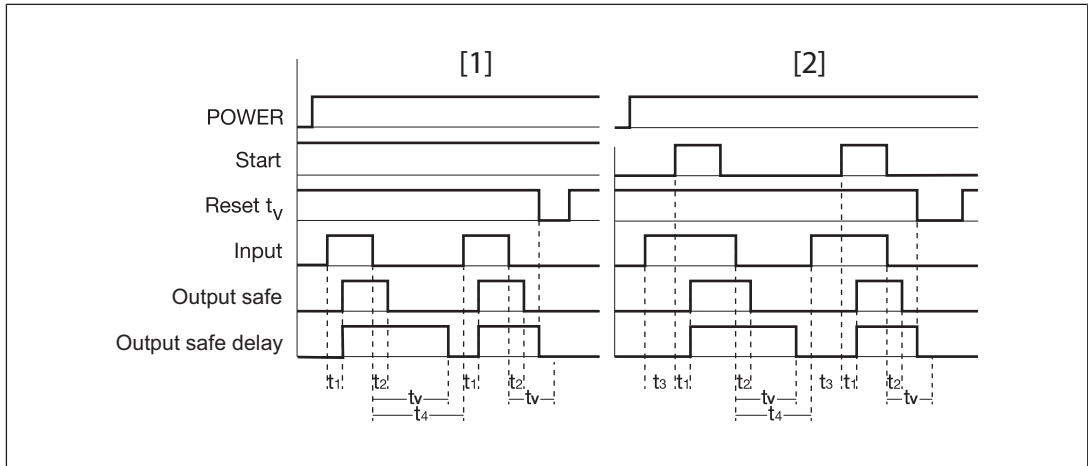 [1] [2]
POWER
Start
Reset tv
Input
Output safe
Output safe delay
t1 t2 t1 t2 t3 t1 t2 t3 t1 t2
tv tv tv tv
t4 t4